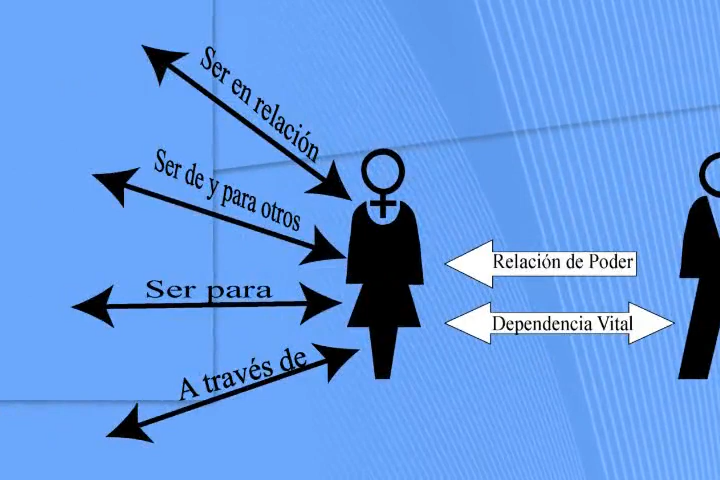 Ser en relación
Ser de y para otros
Ser para
A través de
Relación de Poder
Dependencia Vital